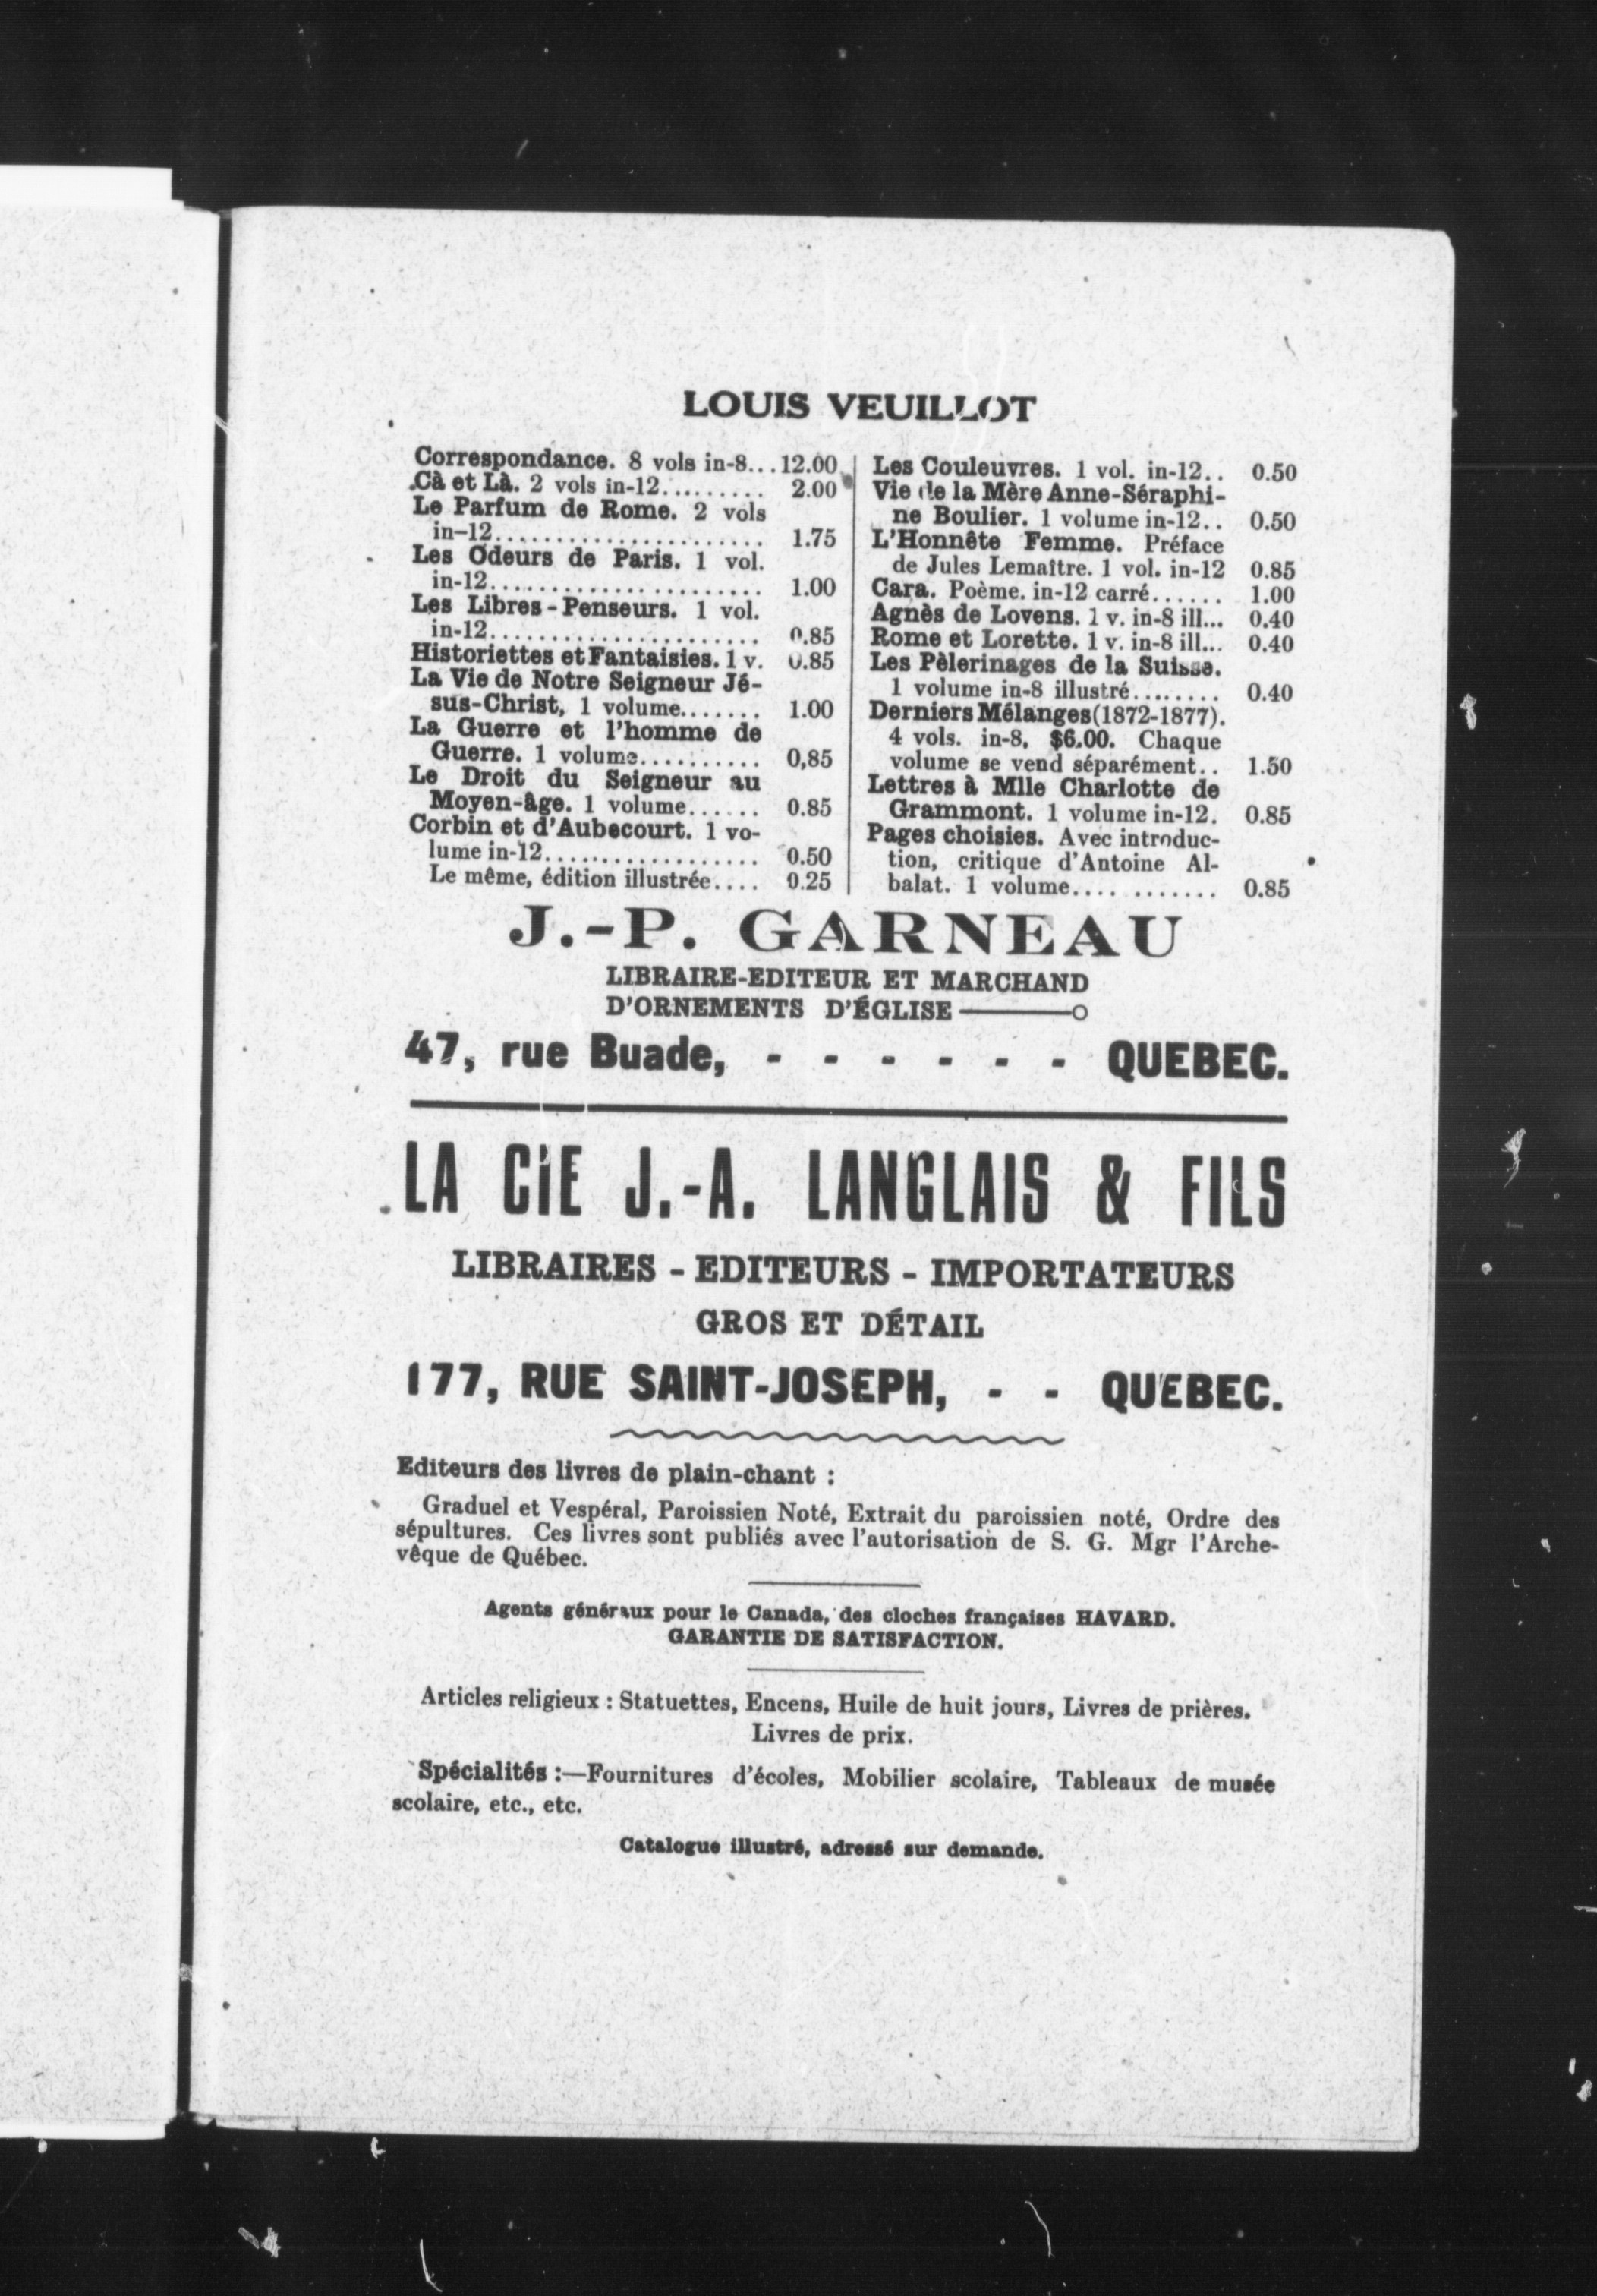 LOUIS VEUILLOT
Correspondance. 8 vols in-8...12.00
Cà et Là. 2 vols in-12......... 2.00
Le Parfum de Rome. 2 vols
in-12...................... 1.75
Les Odeurs de Paris. 1 vol.
in-12...................... 1.00
Les Libres-Penseurs. 1 vol.
in-12...................... 0.85
Historiettes et Fantaisies. 1 v. 0.85
La Vie de Notre Seigneur Jé-
sus-Christ, 1 volume....... 1.00
La Guerre et l'homme de
Guerre. 1 volume.......... 0,85
Le Droit du Seigneur au
Moyen-âge. 1 volume...... 0.85
Corbin et d'Aubecourt. 1 vo-
lume in-12.................. 0.50
Le même, édition illustrée.... 0.25
Les Couleuvres. 1 vol. in-12.. 0.50
Vie de la Mère Anne-Séraphi-
ne Boulier. 1 volume in-12.. 0.50
L'Honnête Femme. Préface
de Jules Lemaître. 1 vol. in-12 0.85
Cara. Poème. in-12 carré...... 1.00
Agnès de Lovens. 1 v. in-8 ill... 0.40
Rome et Lorette. 1 v. in-8 ill... 0.40
Les Pèlerinages de la Suisse.
1 volume in-8 illustré........ 0.40
Derniers Mélanges (1872-1877).
4 vols. in-8, $6.00. Chaque
volume se vend séparément.. 1.50
Lettres à Mlle Charlotte de
Grammont. 1 volume in-12. 0.85
Pages choisies. Avec introduc-
tion, critique d'Antoine Al-
balat. 1 volume.... ....... 0.85
J.-P. GARNEAU
LIBRAIRE-EDITEUR ET MARCHAND
D'ORNEMENTS D'ÉGLISE
47, rue Buade, - - - - - - QUEBEC.
LA CIE J.-A. LANGLAIS & FILS
LIBRAIRES - EDITEURS - IMPORTATEURS
GROS ET DÉTAIL
177, RUE SAINT-JOSEPH, - - QUEBEC.
Editeurs des livres de plain-chant :
Graduel et Vespéral, Paroissien Noté, Extrait du paroissien noté, Ordre des
sépultures. Ces livres sont publiés avec l'autorisation de S. G. Mgr l'Arche-
vêque de Québec.
Agents généraux pour le Canada, des cloches françaises HAVARD.
GARANTIE DE SATISFACTION.
Articles religieux : Statuettes, Encens, Huile de huit jours, Livres de prières.
Livres de prix.
Spécialités :—Fournitures d'écoles, Mobilier scolaire, Tableaux de musée
scolaire, etc., etc.
Catalogue illustré, adressé sur demande.